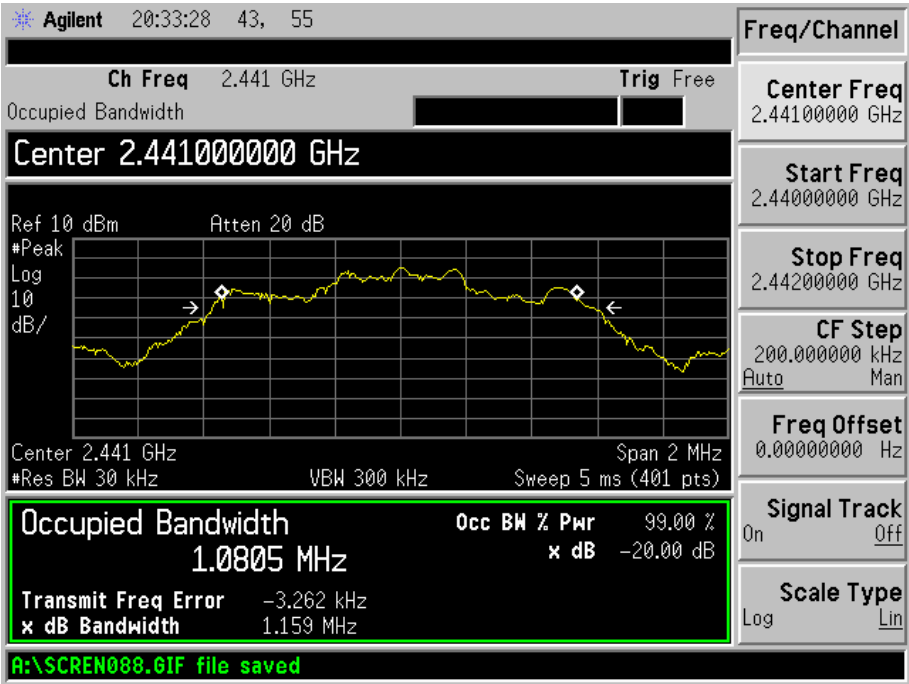 Agilent 20:33:28 43, 55
Ch Freq 2.441 GHz Trig Free
Occupied Bandwidth
Center 2.441000000 GHz
Ref 10 dBm Atten 20 dB
#Peak
Log
10
dB/
Center 2.441 GHz Span 2 MHz
#Res BW 30 kHz VBW 300 kHz Sweep 5 ms (401 pts)
Occupied Bandwidth Occ BW % Pwr 99.00 %
1.0805 MHz x dB -20.00 dB
Transmit Freq Error -3.262 kHz
x dB Bandwidth 1.159 MHz
A:\SCREN088.GIF file saved
Freq/Channel
Center Freq
2.44100000 GHz
Start Freq
2.44000000 GHz
Stop Freq
2.44200000 GHz
CF Step
200.000000 kHz
Auto Man
Freq Offset
0.00000000 Hz
Signal Track
On Off
Scale Type
Log Lin